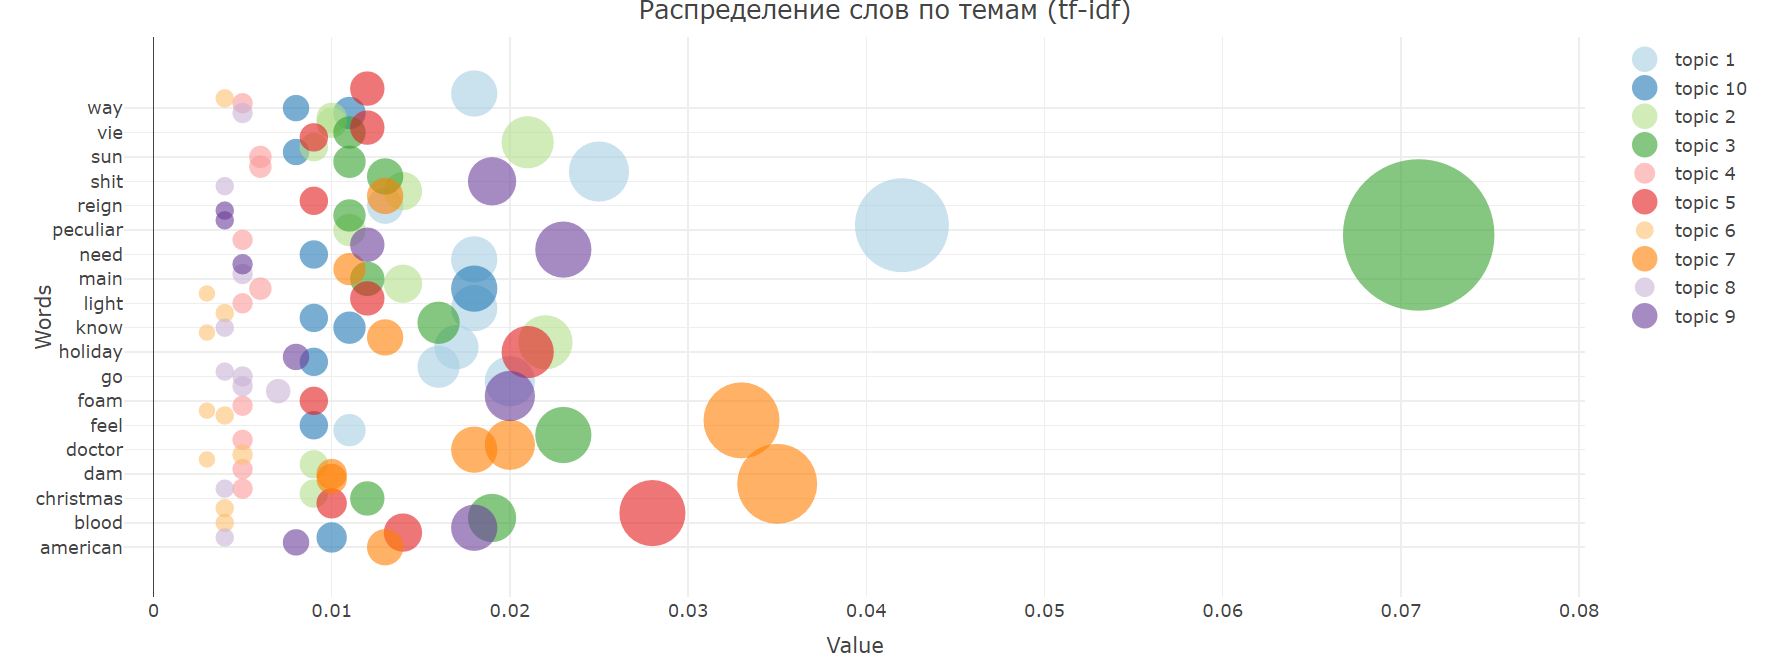 Распределение слов по темам (tf-idf)
way
vie
sun
shit
reign
peculiar
need
main
light
know
holiday
go
foam
feel
doctor
dam
christmas
blood
american
Words
0 0.01 0.02 0.03 0.04 0.05 0.06 0.07 0.08
Value
topic 1
topic 10
topic 2
topic 3
topic 4
topic 5
topic 6
topic 7
topic 8
topic 9